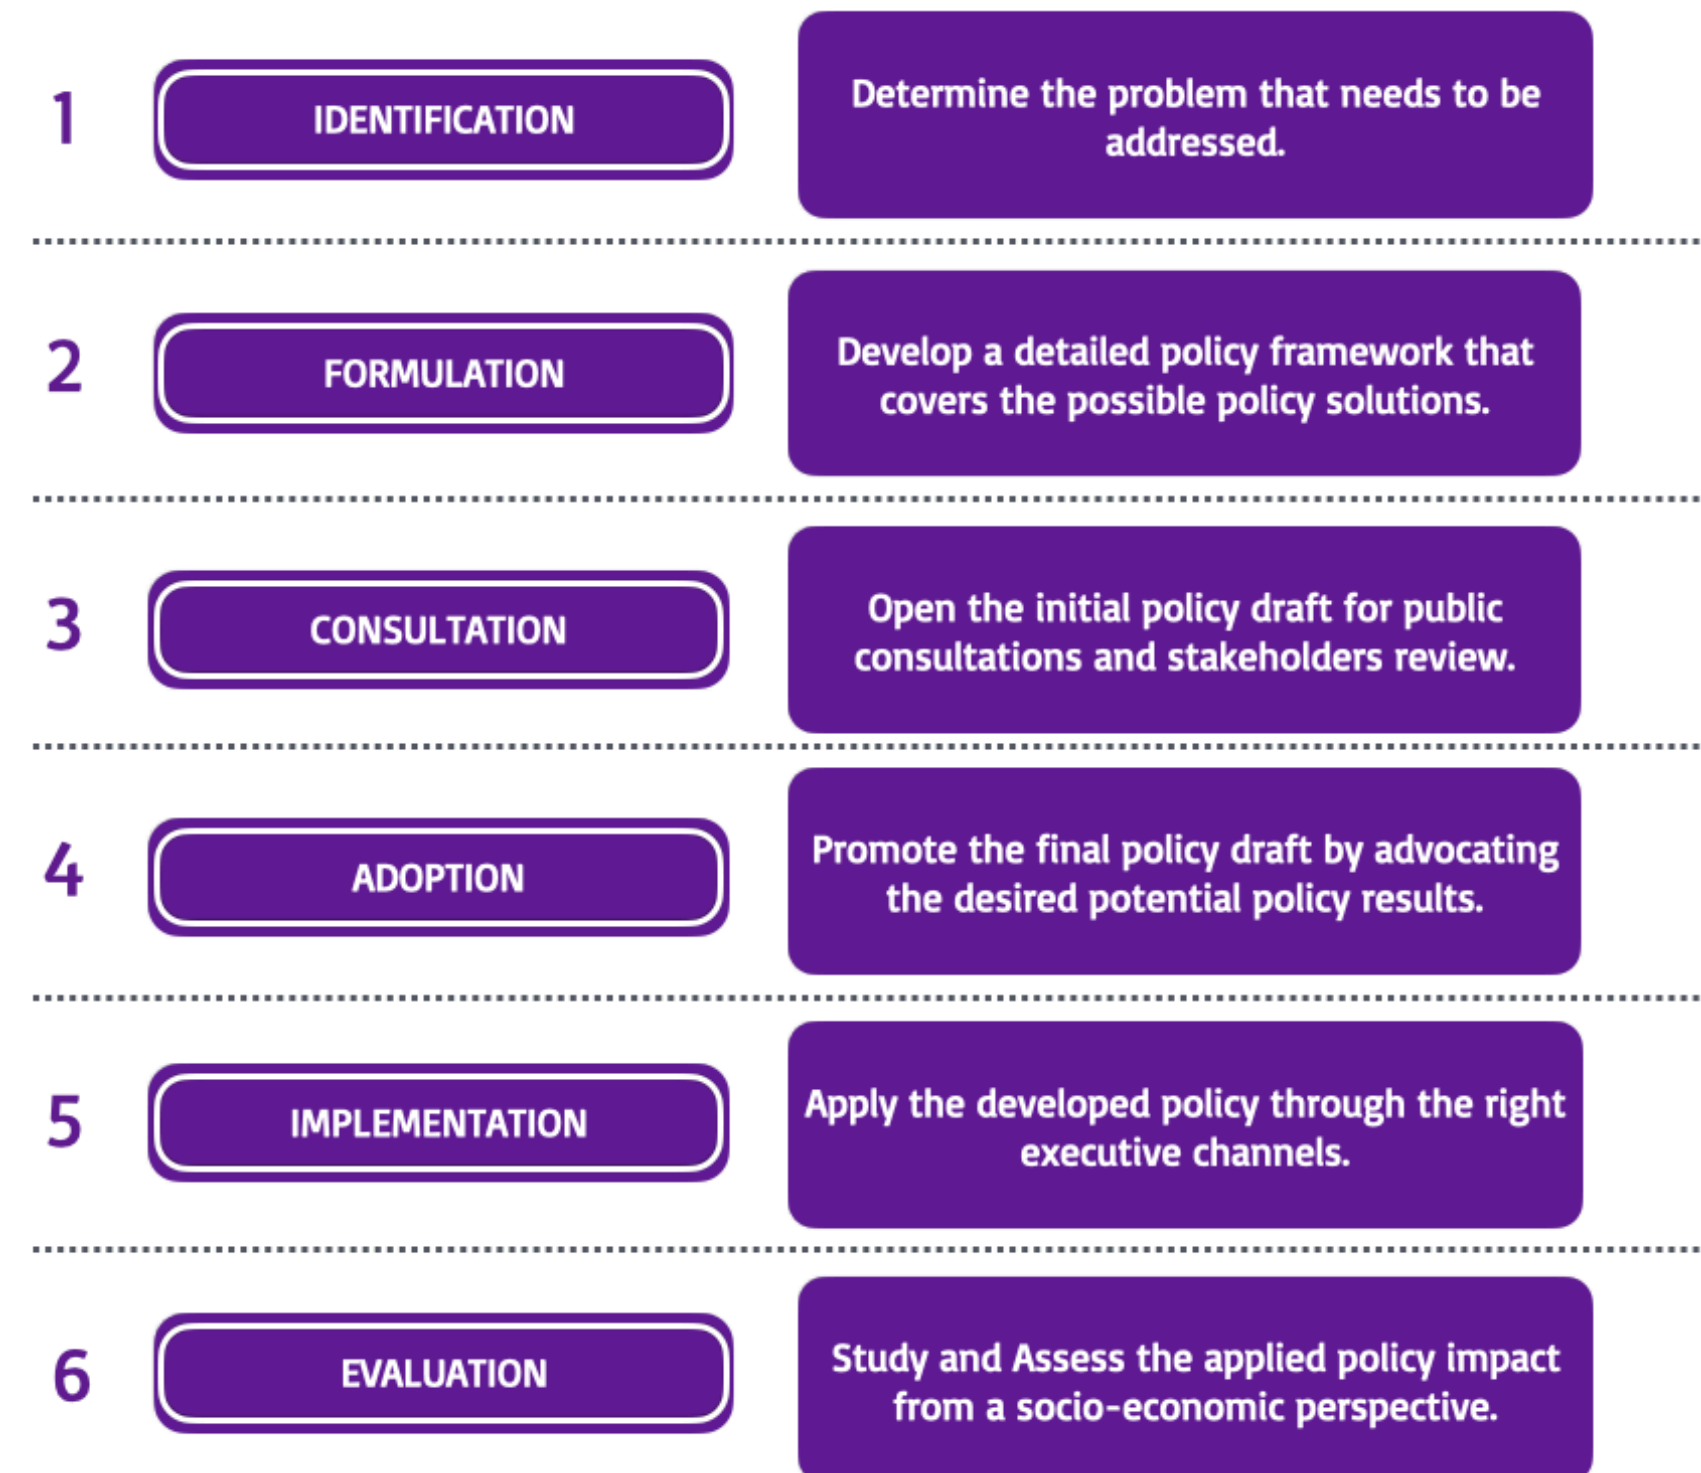 1
IDENTIFICATION
Determine the problem that needs to be
addressed.
2
FORMULATION
Develop a detailed policy framework that
covers the possible policy solutions.
3
CONSULTATION
Open the initial policy draft for public
consultations and stakeholders review.
4
ADOPTION
Promote the final policy draft by advocating
the desired potential policy results.
5
IMPLEMENTATION
Apply the developed policy through the right
executive channels.
6
EVALUATION
Study and Assess the applied policy impact
from a socio-economic perspective.